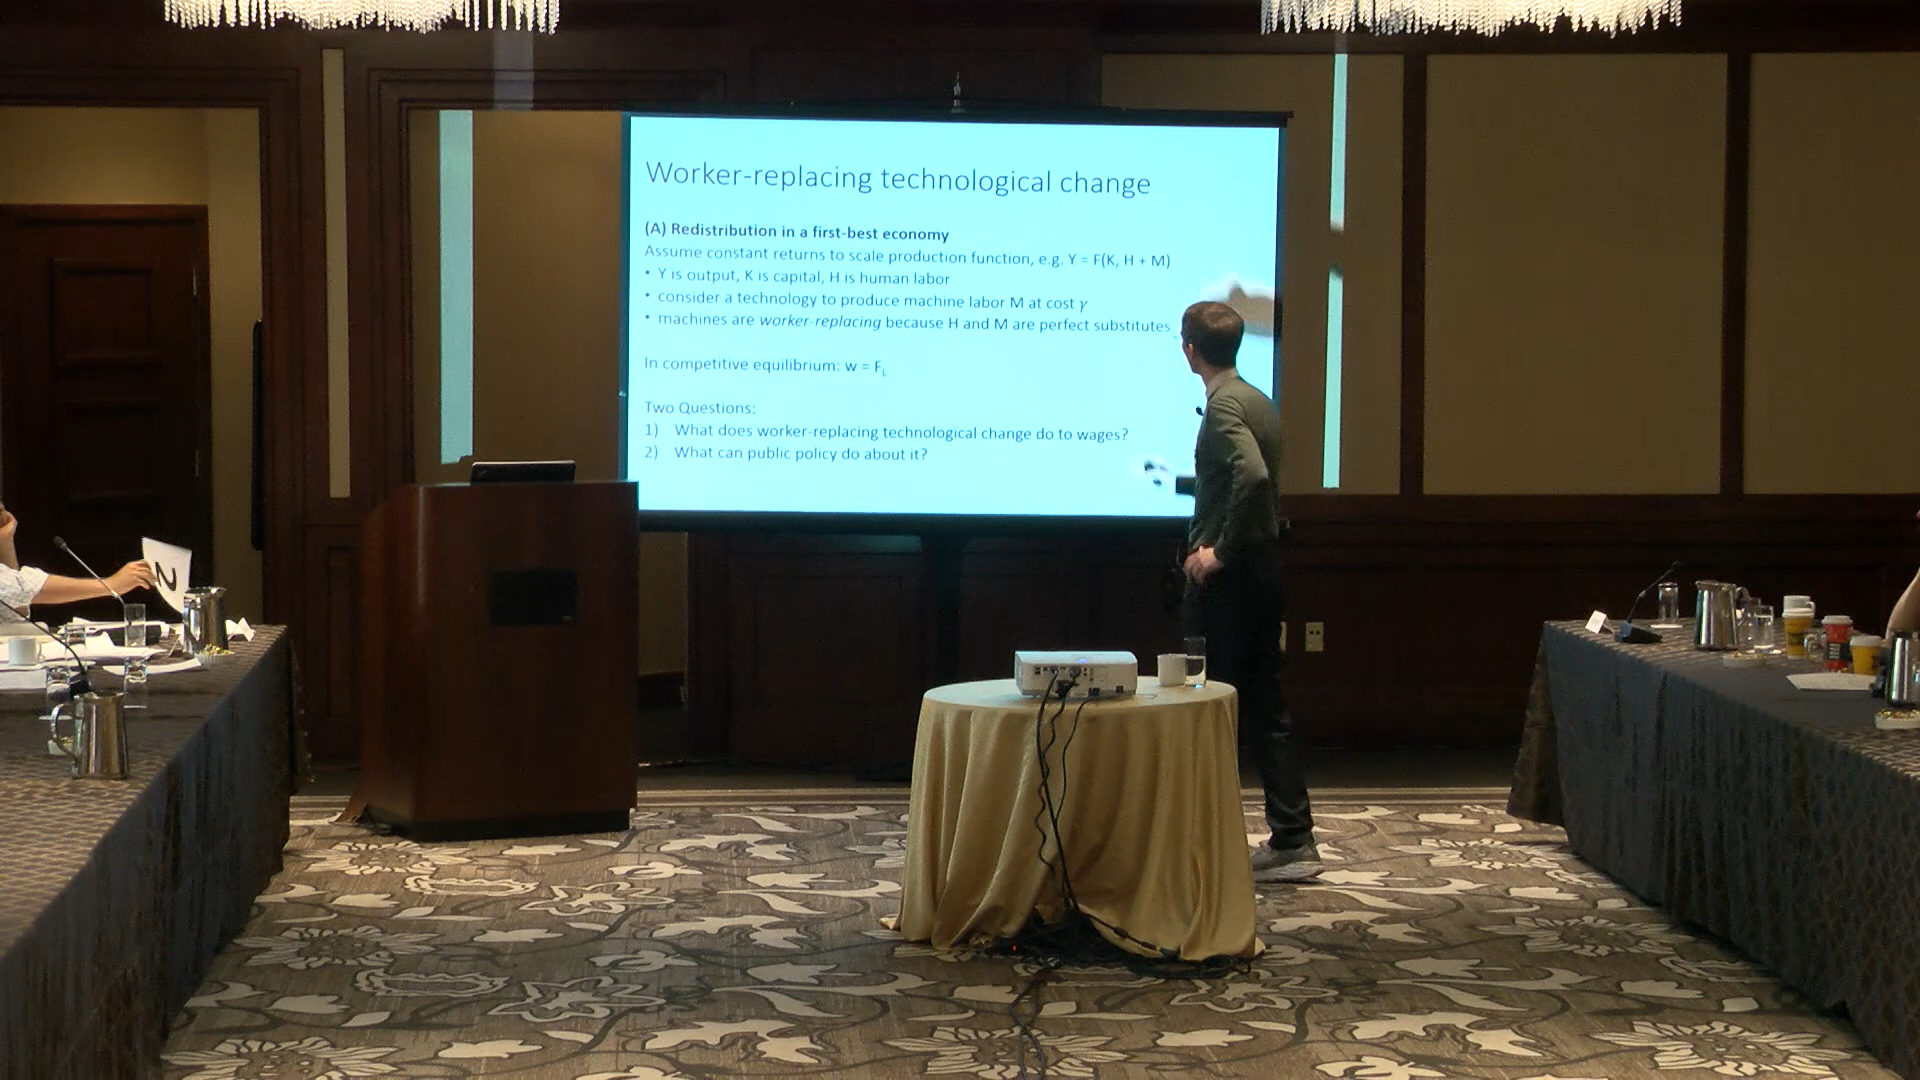 Worker-replacing technological change
(A) Redistribution in a first-best economy
Assume constant returns to scale production function, e.g. Y = F(K, H + M)
• Y is output, K is capital, H is human labor
• consider a technology to produce machine labor M at cost γ
• machines are worker-replacing because H and M are perfect substitutes
In competitive equilibrium: w = F_L
Two Questions:
1) What does worker-replacing technological change do to wages?
2) What can public policy do about it?
2